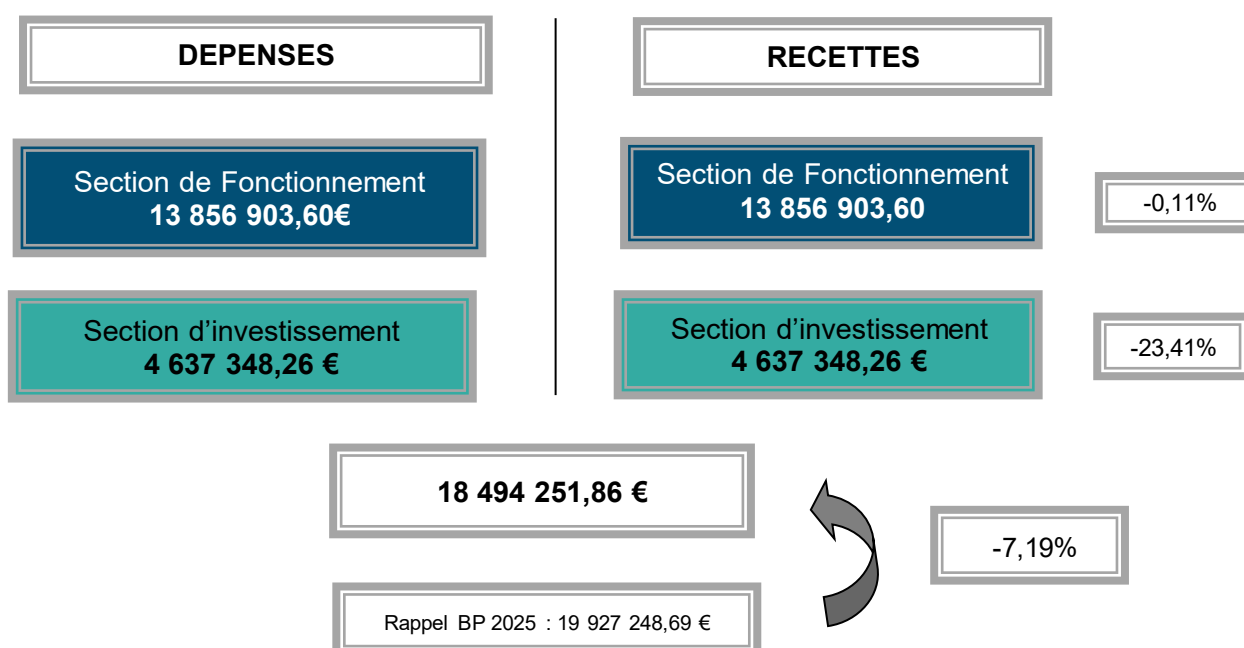 DEPENSES
RECETTES
Section de Fonctionnement
13 856 903,60€
Section de Fonctionnement
13 856 903,60
-0,11%
Section d’investissement
4 637 348,26 €
Section d’investissement
4 637 348,26 €
-23,41%
18 494 251,86 €
-7,19%
Rappel BP 2025 : 19 927 248,69 €